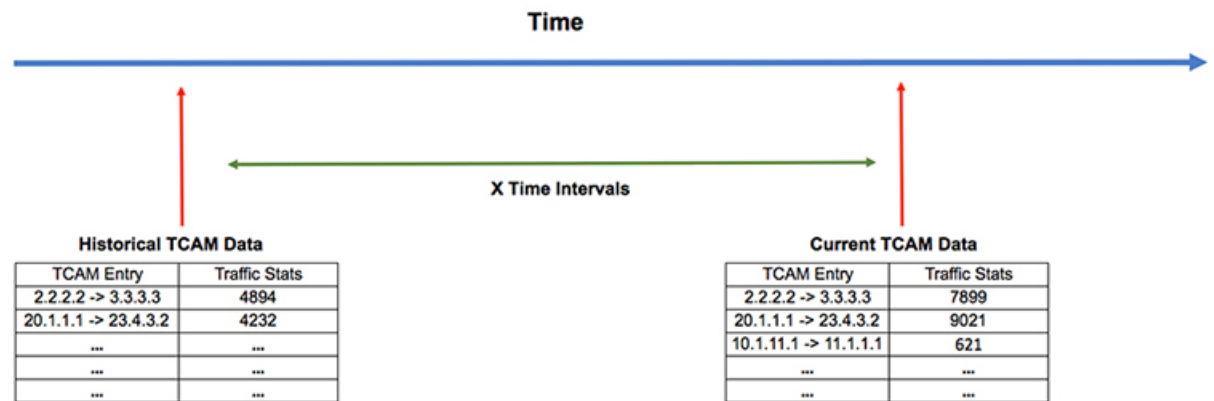 Time
X Time Intervals
Historical TCAM Data
TCAM Entry Traffic Stats
2.2.2.2 -> 3.3.3.3 4894
20.1.1.1 -> 23.4.3.2 4232
... ...
... ...
... ...
Current TCAM Data
TCAM Entry Traffic Stats
2.2.2.2 -> 3.3.3.3 7899
20.1.1.1 -> 23.4.3.2 9021
10.1.11.1 -> 11.1.1.1 621
... ...
... ...